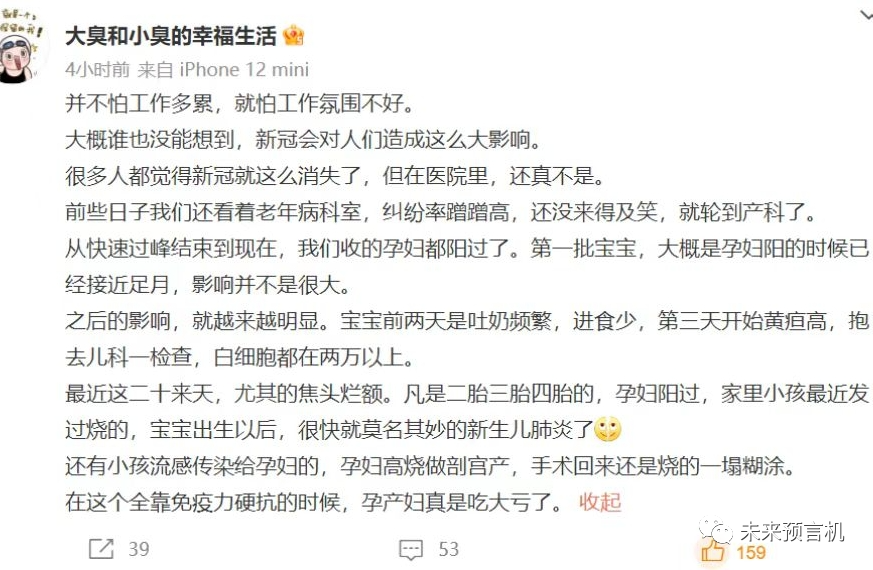 大臭和小臭的幸福生活
4小时前 来自 iPhone 12 mini
并不怕工作多累，就怕工作氛围不好。
大概谁也没能想到，新冠会对人们造成这么大影响。
很多人都觉得新冠就这么消失了，但在医院里，还真不是。
前些日子我们还看着老年病科室，纠纷率蹭蹭高，还没来得及笑，就轮到产科了。
从快速过峰结束到现在，我们收的孕妇都阳过了。第一批宝宝，大概是孕妇阳的时候已
经接近足月，影响并不是很大。
之后的影响，就越来越明显。宝宝前两天是吐奶频繁，进食少，第三天开始黄疸高，抱
去儿科一检查，白细胞都在两万以上。
最近这二十来天，尤其的焦头烂额。凡是二胎三胎四胎的，孕妇阳过，家里小孩最近发
过烧的，宝宝出生以后，很快就莫名其妙的新生儿肺炎了
还有小孩流感传染给孕妇的，孕妇高烧做剖宫产，手术回来还是烧的一塌糊涂。
在这个全靠免疫力硬抗的时候，孕产妇真是吃大亏了。 收起
39
53
159
未来预言机